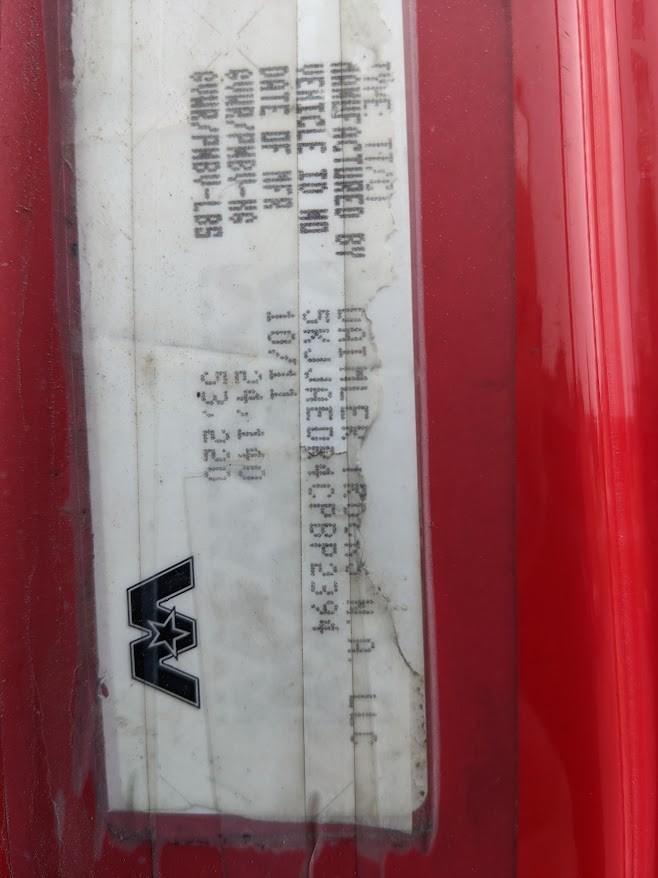 TYPE: TT/CT
MANUFACTURED BY DAIMLER TRUCKS N.A. LLC
VEHICLE ID NO 5KJJAEDR4CPBP2394
DATE OF MFR 10/11
GVWR/PNBV-KG 24,140
GVWR/PNBV-LBS 53,220